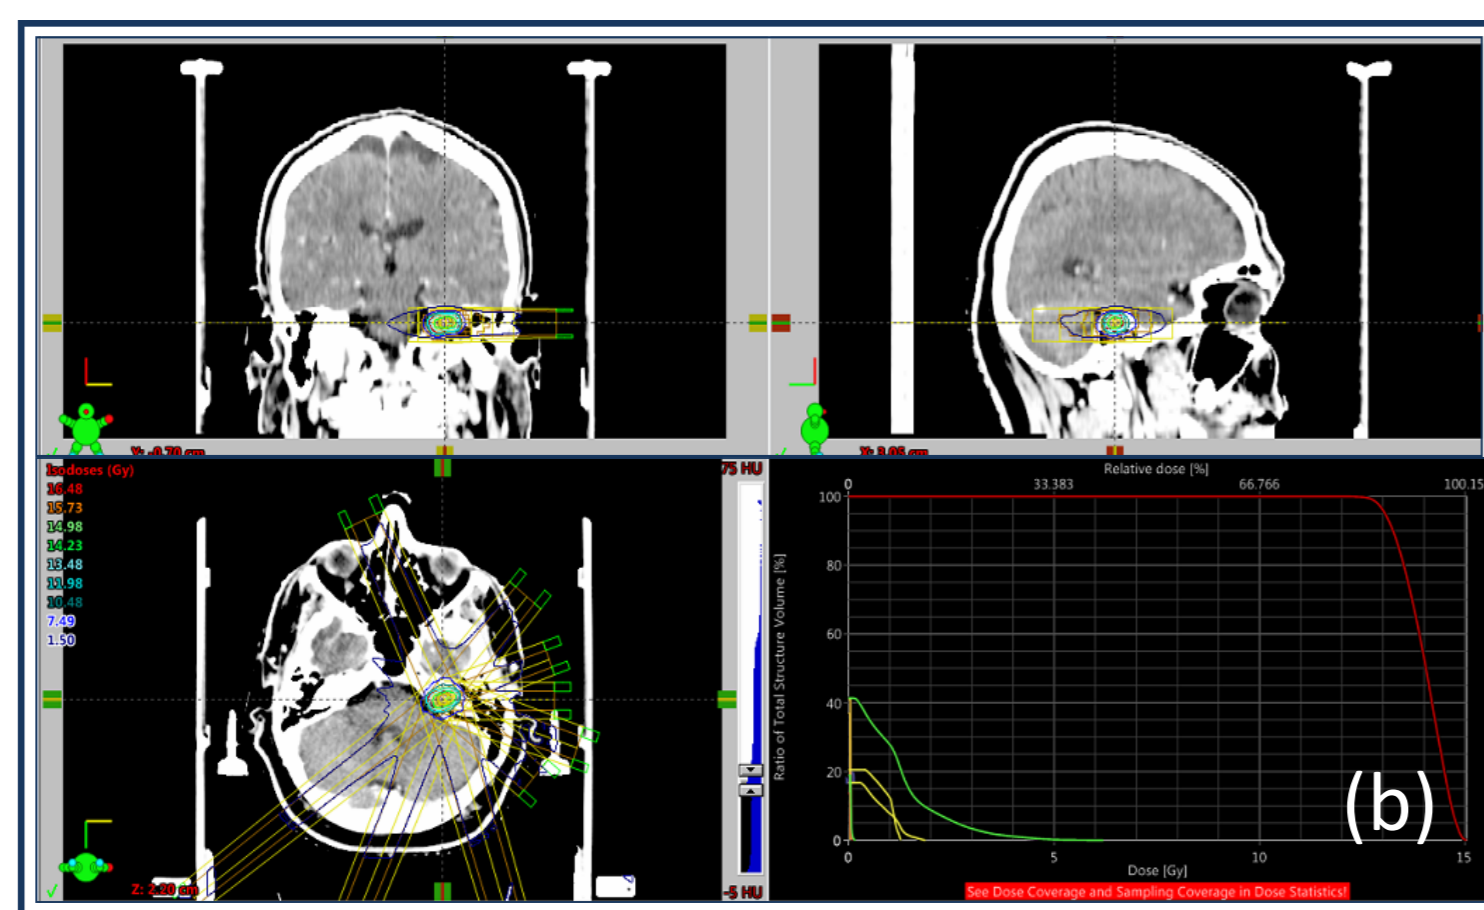 Y: -0.70 cm
X: 3.05 cm
Isodoses (Gy)
16.48
15.73
14.98
14.23
13.48
11.98
10.48
7.49
1.50
Z: 2.20 cm
75 HU
-5 HU
Relative dose [%]
0 33.383 66.766 100.15
100
80
60
40
20
0
Ratio of Total Structure Volume [%]
0 5 10 15
Dose [Gy]
(b)
See Dose Coverage and Sampling Coverage in Dose Statistics!